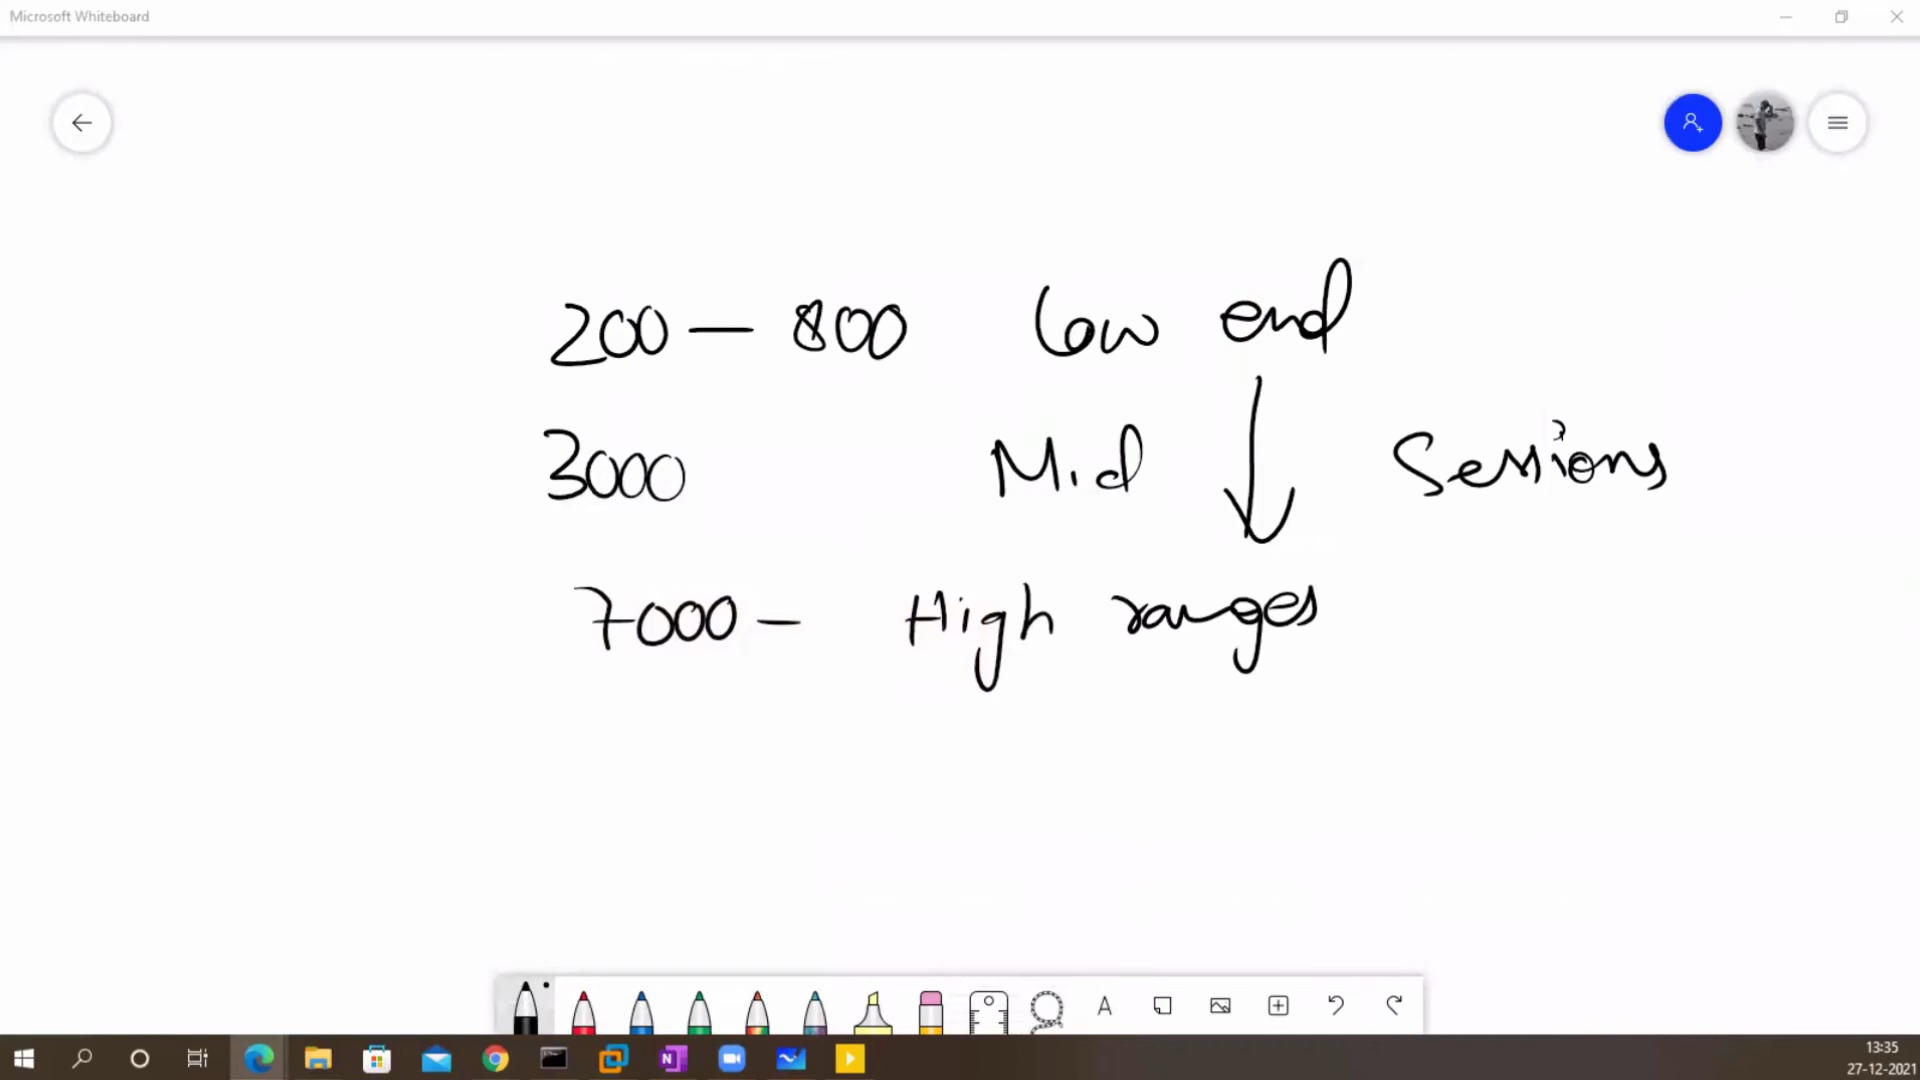 Microsoft Whiteboard
200 — 800 Low end
3000 Mid Sessions
7000 - High ranges
A
N
13:35
27-12-2021